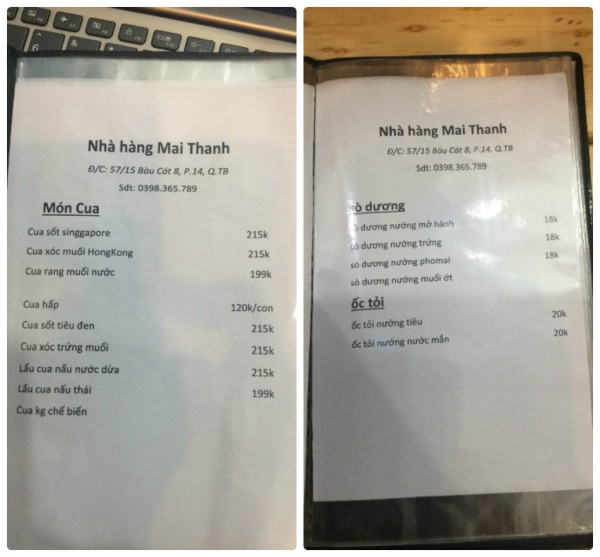 Nhà hàng Mai Thanh
Đ/C: 57/15 Bàu Cát 8, P.14, Q.TB
Sdt: 0398.365.789
Món Cua
Cua sốt singgapore 215k
Cua xóc muối HongKong 215k
Cua rang muối nước 199k
Cua hấp 120k/con
Cua sốt tiêu đen 215k
Cua xóc trứng muối 215k
Lẩu cua nấu nước dừa 215k
Lẩu cua nấu thái 199k
Cua kg chế biến
Nhà hàng Mai Thanh
Đ/C: 57/15 Bàu Cát 8, P.14, Q.TB
Sdt: 0398.365.789
sò dương
sò dương nướng mở hành 18k
sò dương nướng trứng 18k
sò dương nướng phomai 18k
sò dương nướng muối ớt
ốc tỏi
ốc tỏi nướng tiêu 20k
ốc tỏi nướng nước mắn 20k